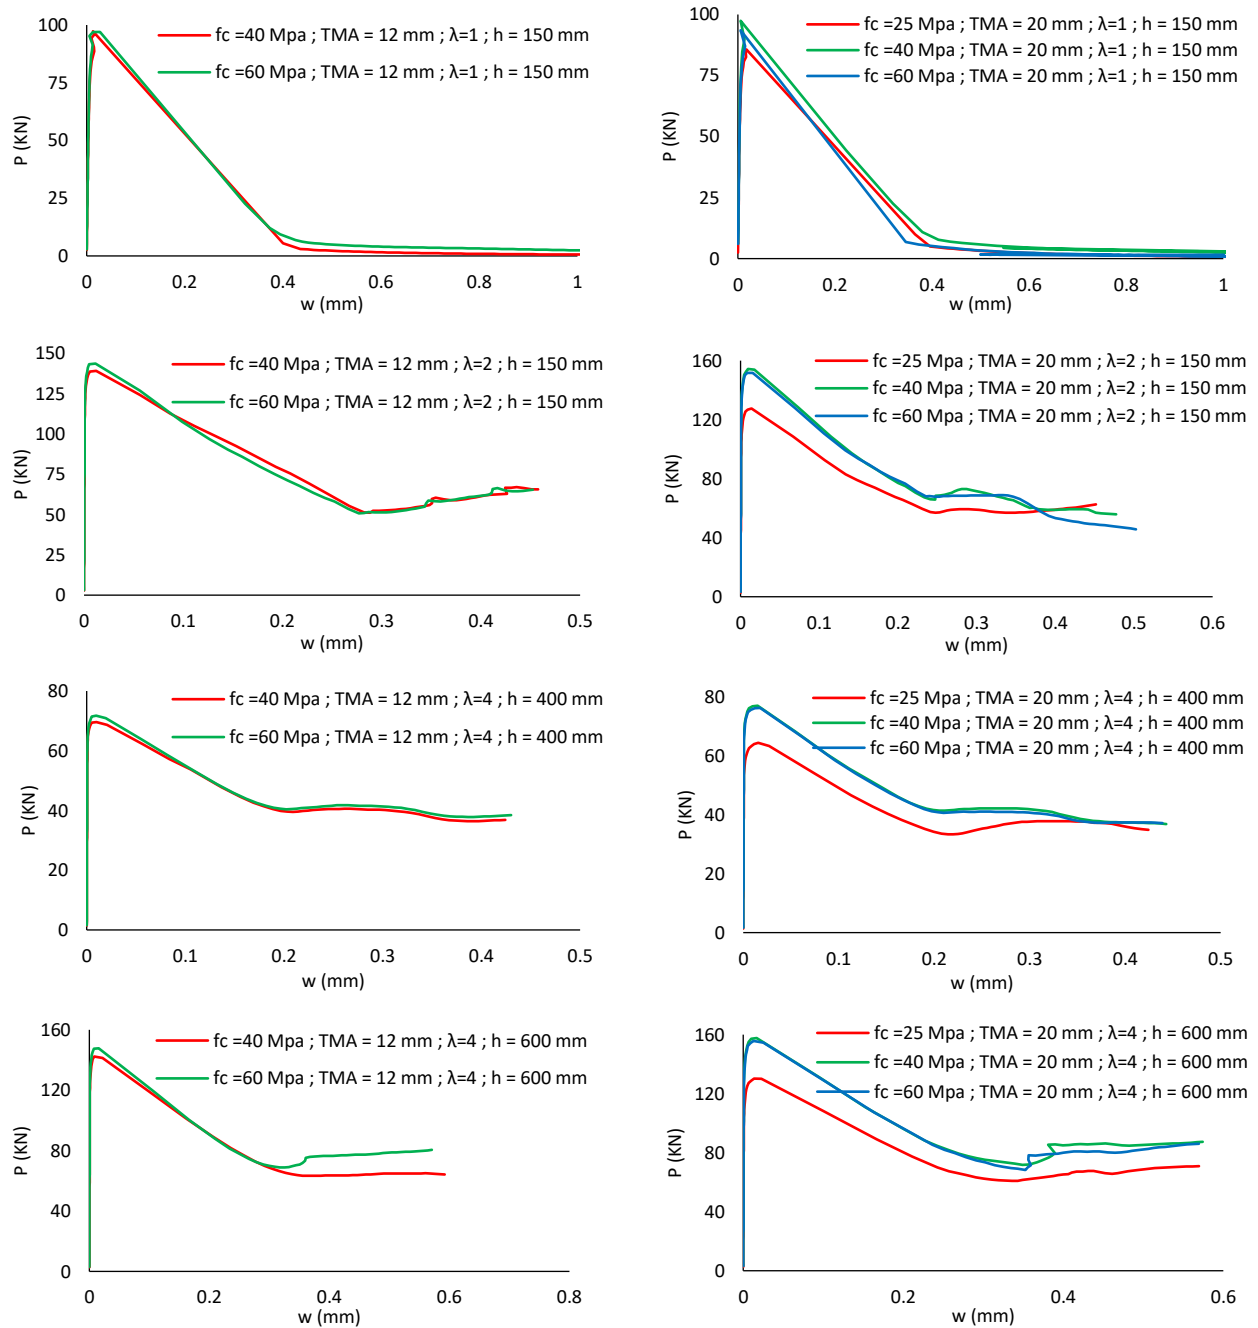 100
75
50
25
0
P (KN)
fc =40 Mpa ; TMA = 12 mm ; λ=1 ; h = 150 mm
fc =60 Mpa ; TMA = 12 mm ; λ=1 ; h = 150 mm
0 0.2 0.4 0.6 0.8 1
w (mm)
100
75
50
25
0
P (KN)
fc =25 Mpa ; TMA = 20 mm ; λ=1 ; h = 150 mm
fc =40 Mpa ; TMA = 20 mm ; λ=1 ; h = 150 mm
fc =60 Mpa ; TMA = 20 mm ; λ=1 ; h = 150 mm
0 0.2 0.4 0.6 0.8 1
w (mm)
150
125
100
75
50
25
0
P (KN)
fc =40 Mpa ; TMA = 12 mm ; λ=2 ; h = 150 mm
fc =60 Mpa ; TMA = 12 mm ; λ=2 ; h = 150 mm
0 0.1 0.2 0.3 0.4 0.5
w (mm)
160
120
80
40
0
P (KN)
fc =25 Mpa ; TMA = 20 mm ; λ=2 ; h = 150 mm
fc =40 Mpa ; TMA = 20 mm ; λ=2 ; h = 150 mm
fc =60 Mpa ; TMA = 20 mm ; λ=2 ; h = 150 mm
0 0.1 0.2 0.3 0.4 0.5 0.6
w (mm)
80
60
40
20
0
P (KN)
fc =40 Mpa ; TMA = 12 mm ; λ=4 ; h = 400 mm
fc =60 Mpa ; TMA = 12 mm ; λ=4 ; h = 400 mm
0 0.1 0.2 0.3 0.4 0.5
w (mm)
80
60
40
20
0
P (KN)
fc =25 Mpa ; TMA = 20 mm ; λ=4 ; h = 400 mm
fc =40 Mpa ; TMA = 20 mm ; λ=4 ; h = 400 mm
fc =60 Mpa ; TMA = 20 mm ; λ=4 ; h = 400 mm
0 0.1 0.2 0.3 0.4 0.5
w (mm)
160
120
80
40
0
P (KN)
fc =40 Mpa ; TMA = 12 mm ; λ=4 ; h = 600 mm
fc =60 Mpa ; TMA = 12 mm ; λ=4 ; h = 600 mm
0 0.2 0.4 0.6 0.8
w (mm)
160
120
80
40
0
P (KN)
fc =25 Mpa ; TMA = 20 mm ; λ=4 ; h = 600 mm
fc =40 Mpa ; TMA = 20 mm ; λ=4 ; h = 600 mm
fc =60 Mpa ; TMA = 20 mm ; λ=4 ; h = 600 mm
0 0.2 0.4 0.6
w (mm)